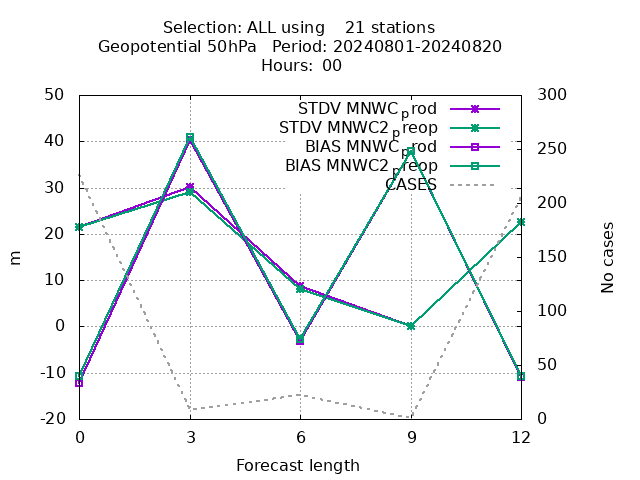 Selection: ALL using 21 stations
Geopotential 50hPa Period: 20240801-20240820
Hours: 00
50 300
STDV MNWC_prod
STDV MNWC2_preop
40 250
BIAS MNWC_prod
BIAS MNWC2_preop
30 200
CASES
20
m
No cases
10 150
0 100
-10 50
-20 0
0 3 6 9 12
Forecast length